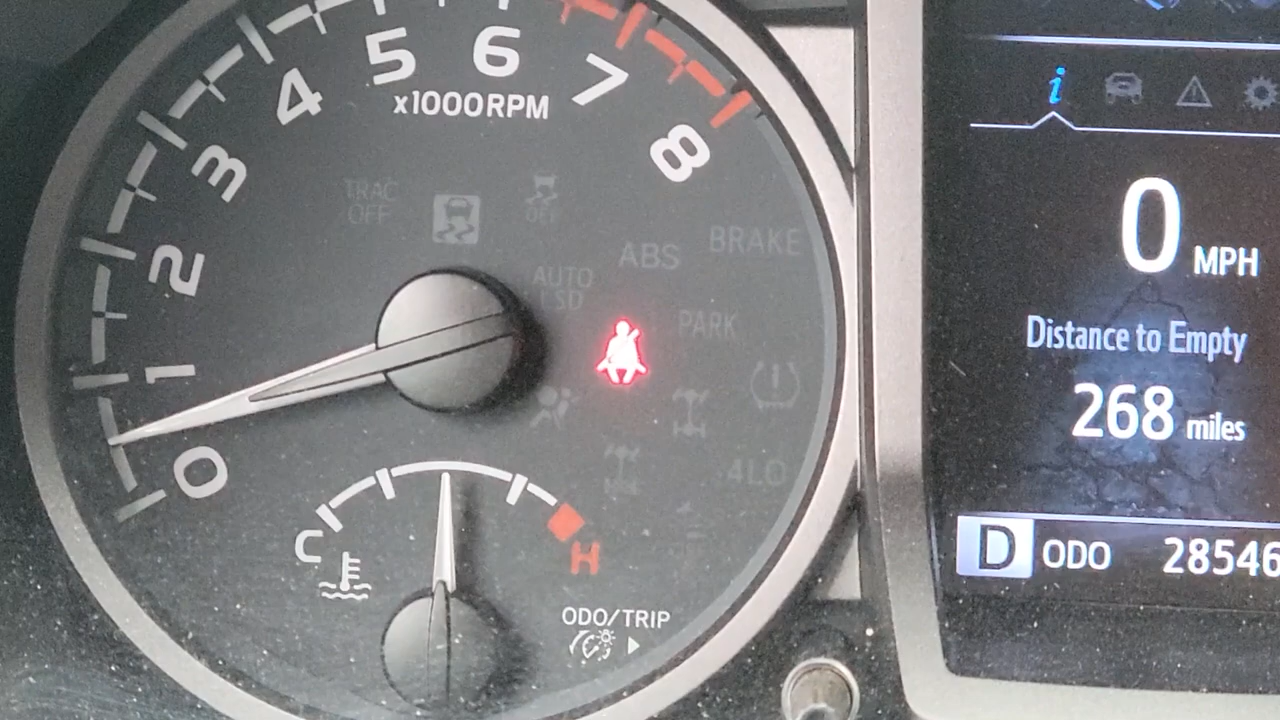 5
6
4
7
x1000RPM
3
8
TRAC
OFF
OFF
2
ABS
BRAKE
AUTO
LSD
PARK
1
0
4LO
C
H
ODO/TRIP
i
0 MPH
Distance to Empty
268 miles
D ODO 28546